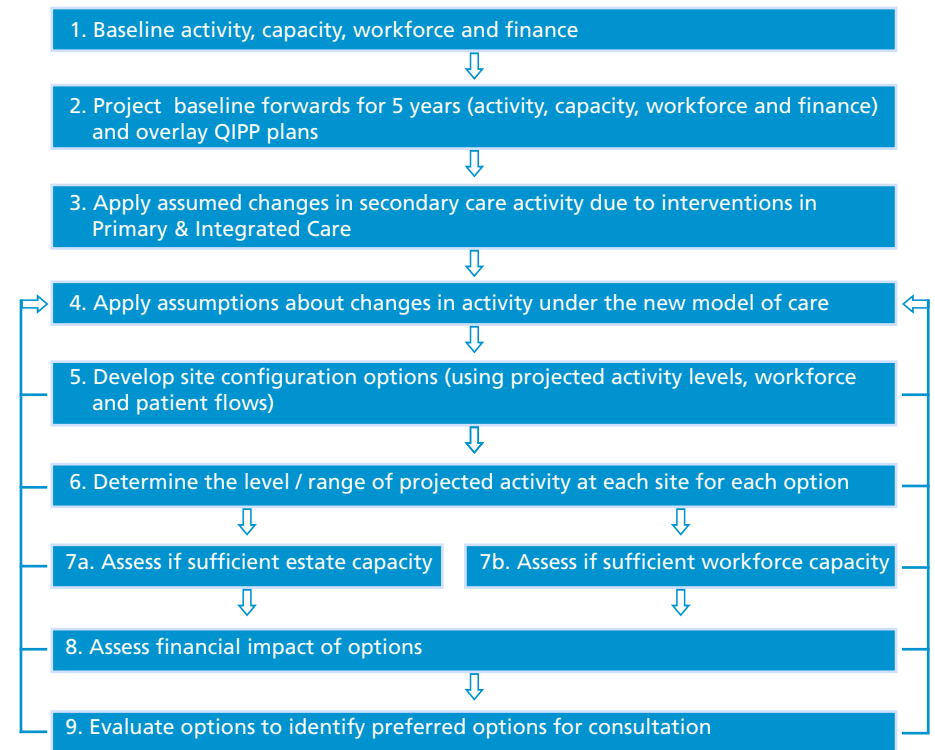 1. Baseline activity, capacity, workforce and finance
2. Project baseline forwards for 5 years (activity, capacity, workforce and finance)
and overlay QIPP plans
3. Apply assumed changes in secondary care activity due to interventions in
Primary & Integrated Care
4. Apply assumptions about changes in activity under the new model of care
5. Develop site configuration options (using projected activity levels, workforce
and patient flows)
6. Determine the level / range of projected activity at each site for each option
7a. Assess if sufficient estate capacity
7b. Assess if sufficient workforce capacity
8. Assess financial impact of options
9. Evaluate options to identify preferred options for consultation